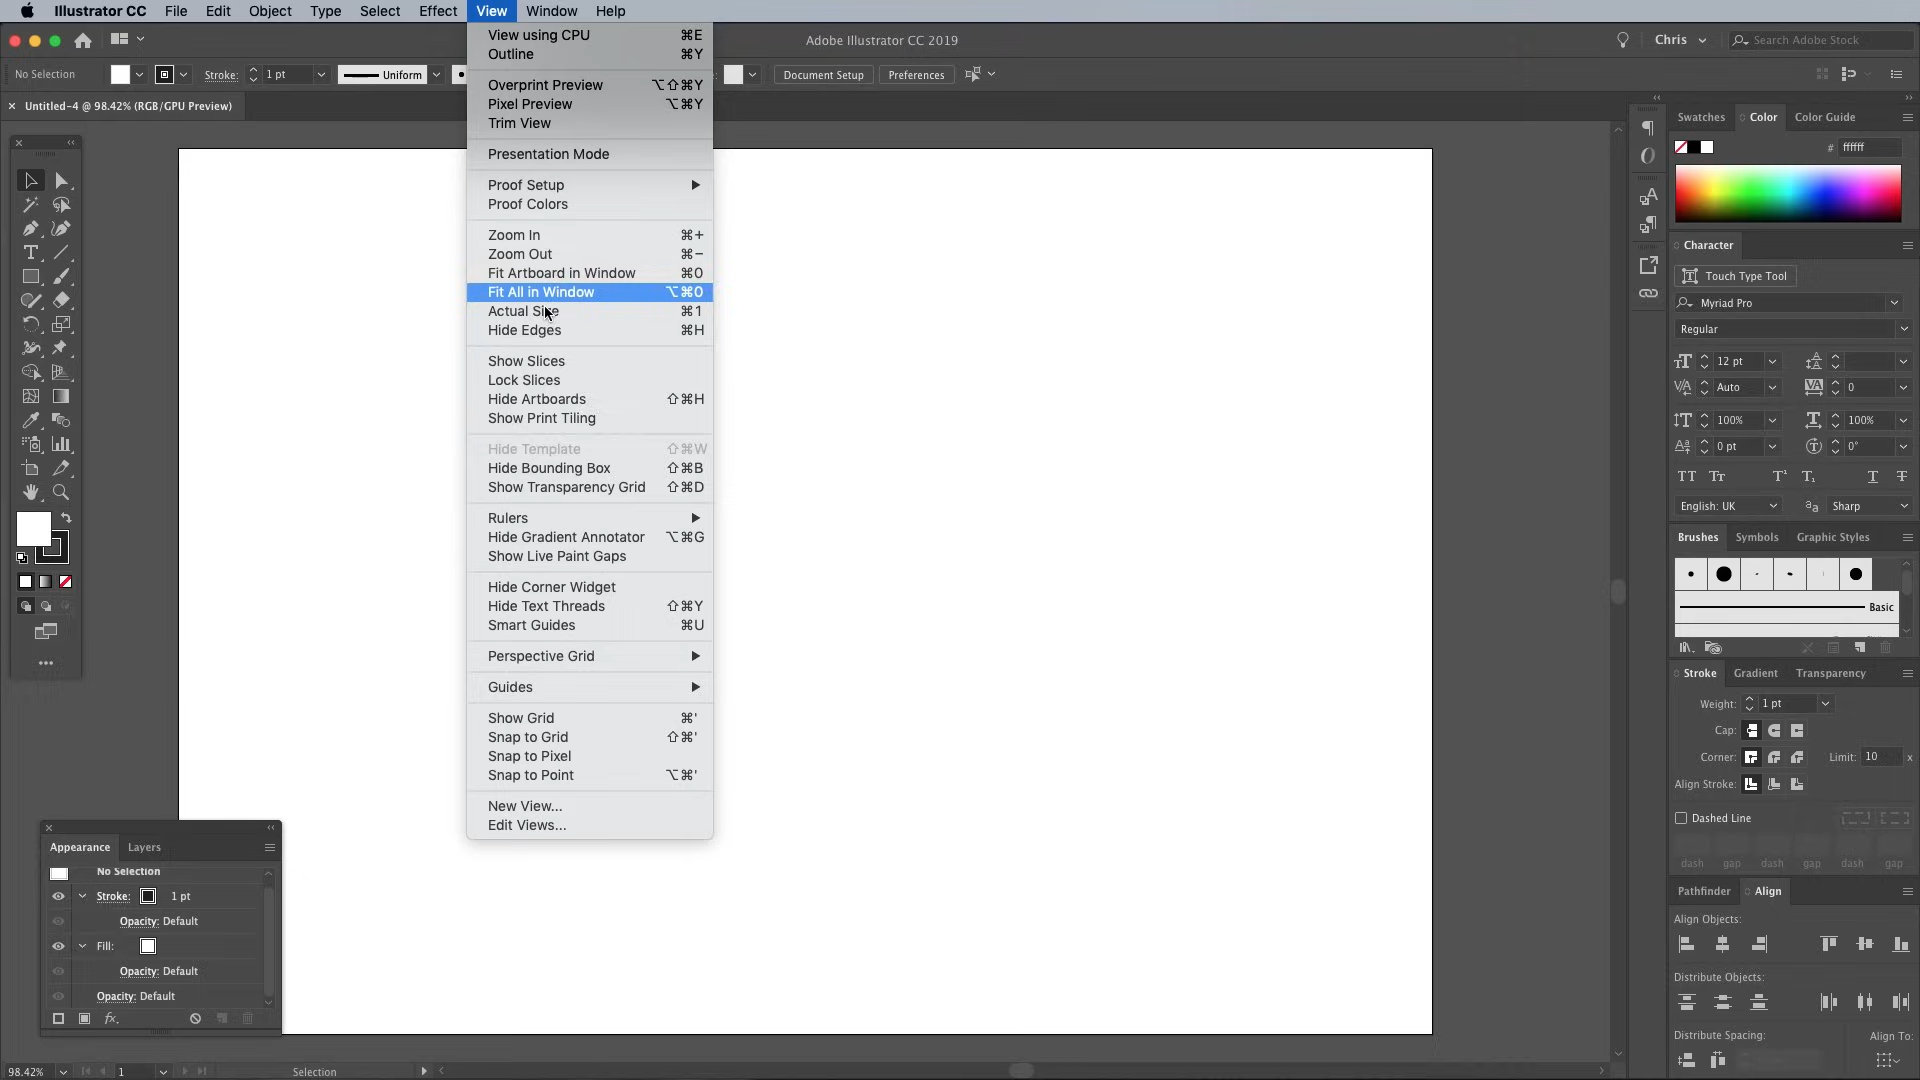 Illustrator CC File Edit Object Type Select Effect View Window Help
Adobe Illustrator CC 2019
Chris
Search Adobe Stock
No Selection
Stroke: 1 pt
Uniform
Document Setup
Preferences
Untitled-4 @ 98.42% (RGB/GPU Preview)
View using CPU ⌘E
Outline ⌘Y
Overprint Preview ⌥⇧⌘Y
Pixel Preview ⌥⌘Y
Trim View
Presentation Mode
Proof Setup
Proof Colors
Zoom In ⌘+
Zoom Out ⌘−
Fit Artboard in Window ⌘0
Fit All in Window ⌥⌘0
Actual Size ⌘1
Hide Edges ⌘H
Show Slices
Lock Slices
Hide Artboards ⇧⌘H
Show Print Tiling
Hide Template ⇧⌘W
Hide Bounding Box ⇧⌘B
Show Transparency Grid ⇧⌘D
Rulers
Hide Gradient Annotator ⌥⌘G
Show Live Paint Gaps
Hide Corner Widget
Hide Text Threads ⇧⌘Y
Smart Guides ⌘U
Perspective Grid
Guides
Show Grid ⌘'
Snap to Grid ⇧⌘'
Snap to Pixel
Snap to Point ⌥⌘'
New View...
Edit Views...
Appearance Layers
No Selection
Stroke: 1 pt
Opacity: Default
Fill:
Opacity: Default
Opacity: Default
fx.
98.42%
1
Selection
Swatches Color Color Guide
# ffffff
Character
Touch Type Tool
Myriad Pro
Regular
12 pt
Auto 0
100% 100%
0 pt 0°
English: UK
Sharp
Brushes Symbols Graphic Styles
Basic
Stroke Gradient Transparency
Weight: 1 pt
Cap:
Corner: Limit: 10 x
Align Stroke:
Dashed Line
dash gap dash gap dash gap
Pathfinder Align
Align Objects:
Distribute Objects:
Distribute Spacing: Align To: